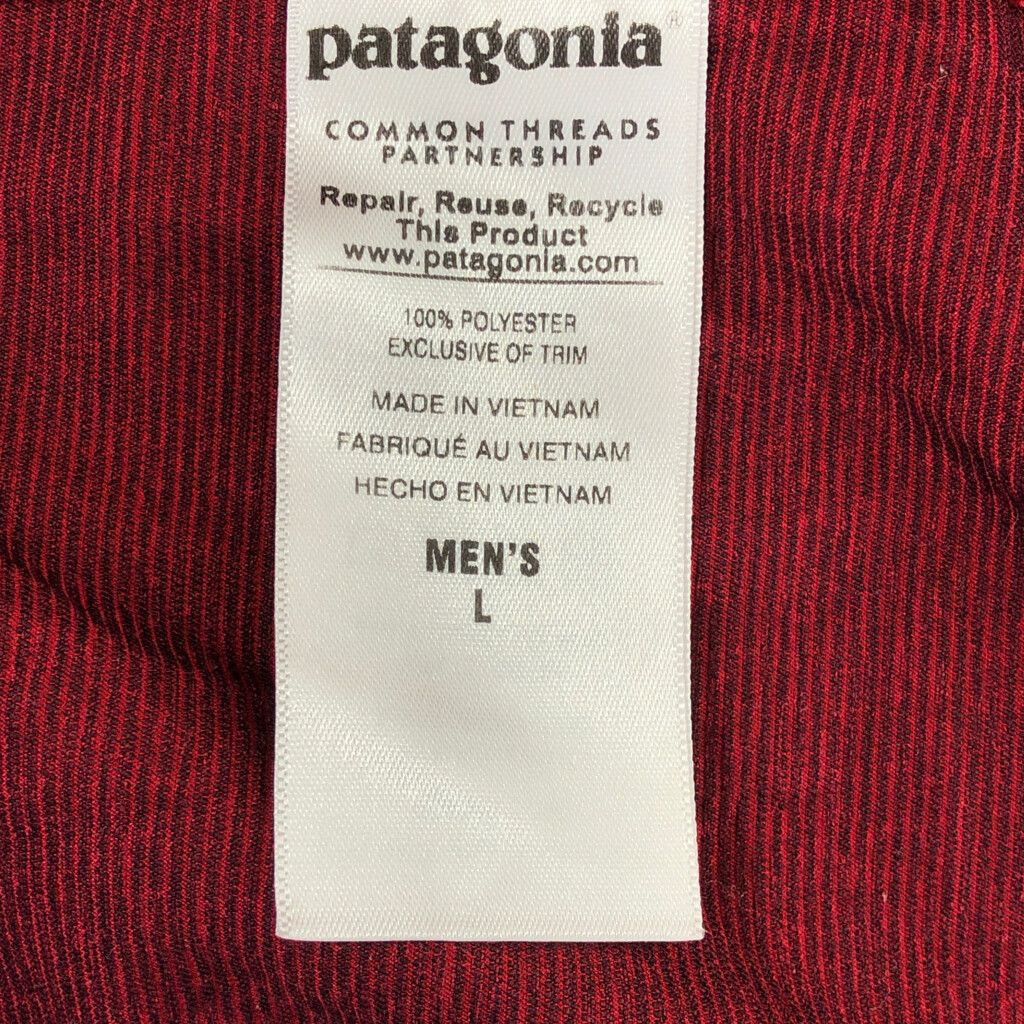 patagonia®
COMMON THREADS
PARTNERSHIP
Repair, Reuse, Recycle
This Product
www.patagonia.com
100% POLYESTER
EXCLUSIVE OF TRIM
MADE IN VIETNAM
FABRIQUÉ AU VIETNAM
HECHO EN VIETNAM
MEN'S
L